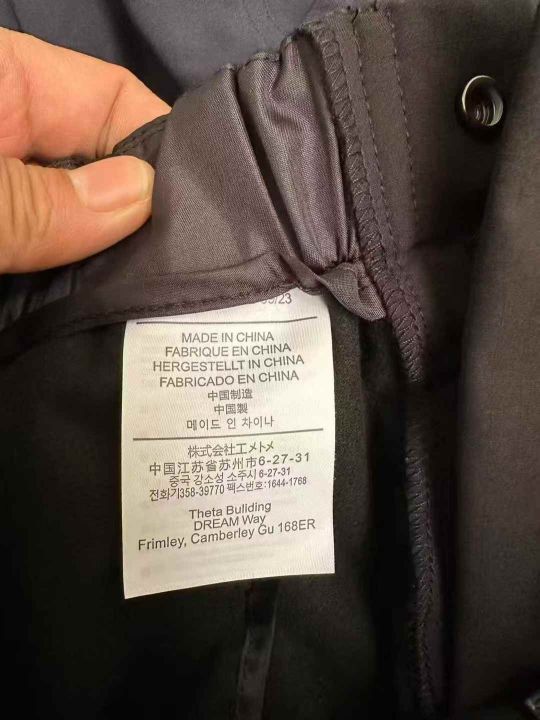 /23
MADE IN CHINA
FABRIQUE EN CHINA
HERGESTELLT IN CHINA
FABRICADO EN CHINA
中国制造
中国製
메이드 인 차이나
株式会社エメトメ
中国江苏省苏州市6-27-31
중국 강소성 소주시 6-27-31
전화기358-39770 팩스번호:1644-1768
Theta Buliding
DREAM Way
Frimley, Camberley Gu 168ER